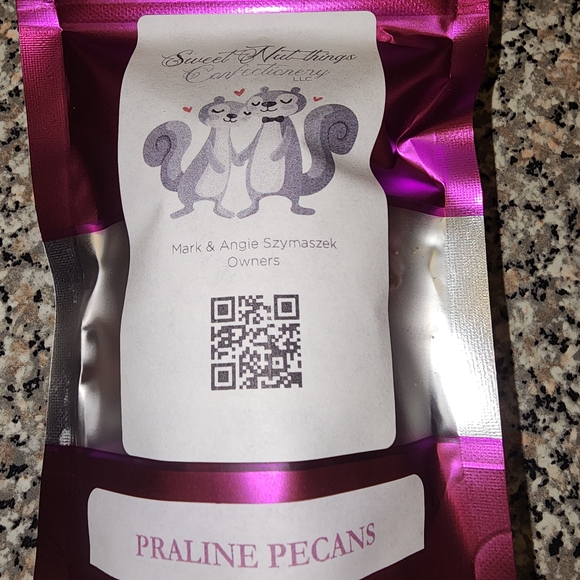 Sweet Nut things
Confectionery
LLC
Mark & Angie Szymaszek
Owners
PRALINE PECANS